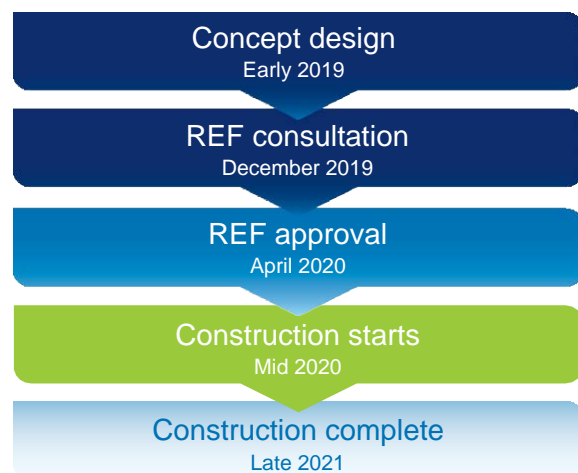 Concept design
Early 2019
REF consultation
December 2019
REF approval
April 2020
Construction starts
Mid 2020
Construction complete
Late 2021